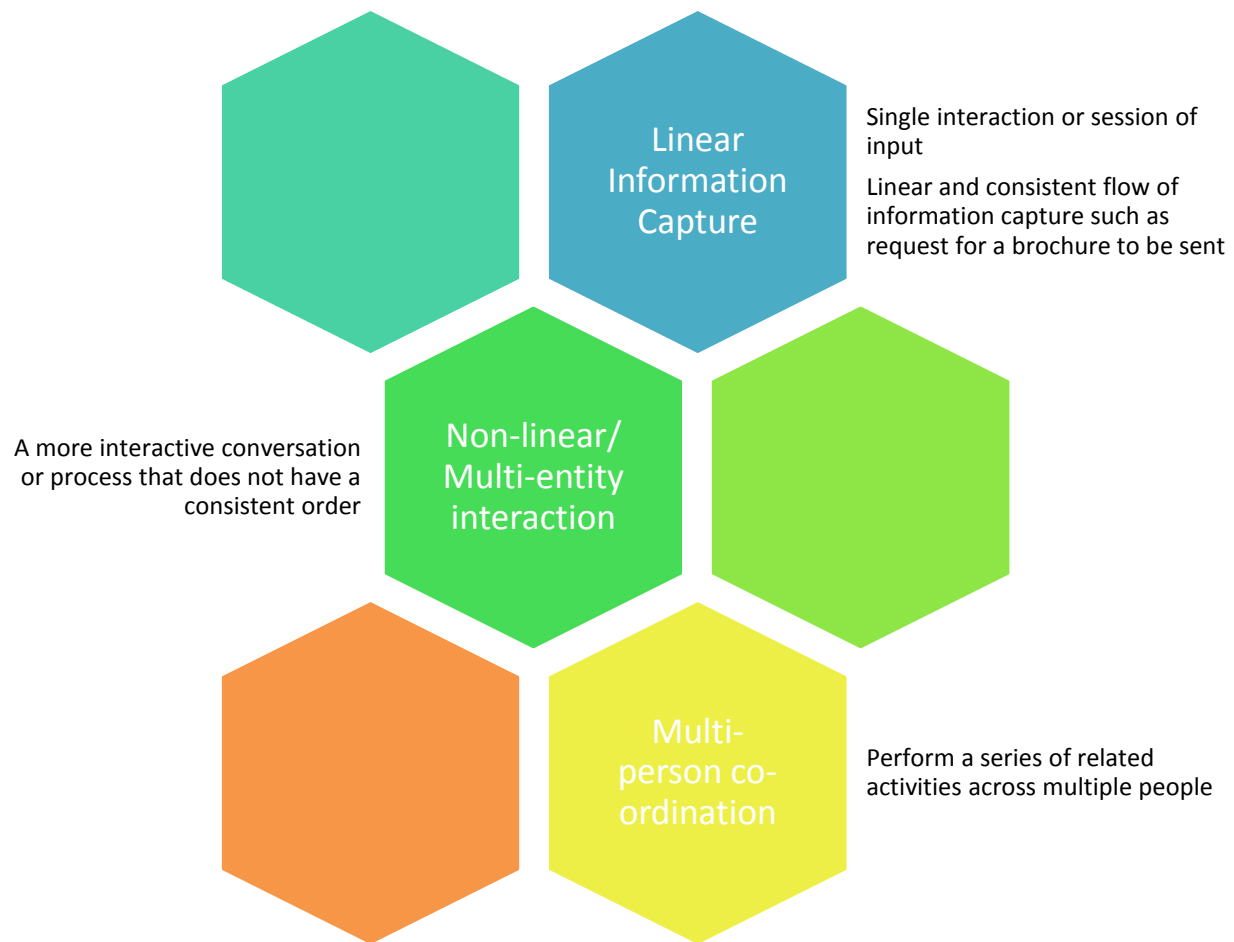 Linear
Information
Capture
Single interaction or session of
input
Linear and consistent flow of
information capture such as
request for a brochure to be sent
A more interactive conversation
or process that does not have a
consistent order
Non-linear/
Multi-entity
interaction
Multi-
person co-
ordination
Perform a series of related
activities across multiple people